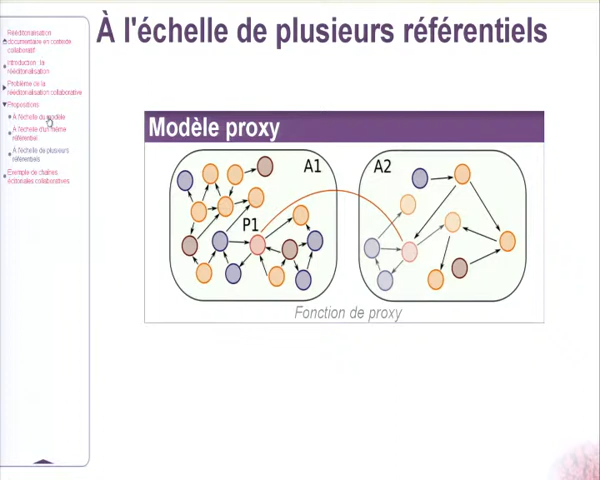 À l'échelle de plusieurs référentiels
Rééditorialisation
documentaire en contexte
collaboratif
Introduction : la
rééditorialisation
Problème de la
rééditorialisation collaborative
Propositions
À l'échelle du modèle
À l'échelle d'un même
référentiel
À l'échelle de plusieurs
référentiels
Exemple de chaînes
éditoriales collaboratives
Modèle proxy
A1
A2
P1
Fonction de proxy